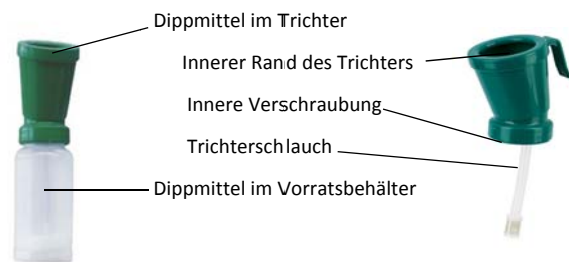 Dippmittel im Trichter
Innerer Rand des Trichters
Innere Verschraubung
Trichterschlauch
Dippmittel im Vorratsbehälter